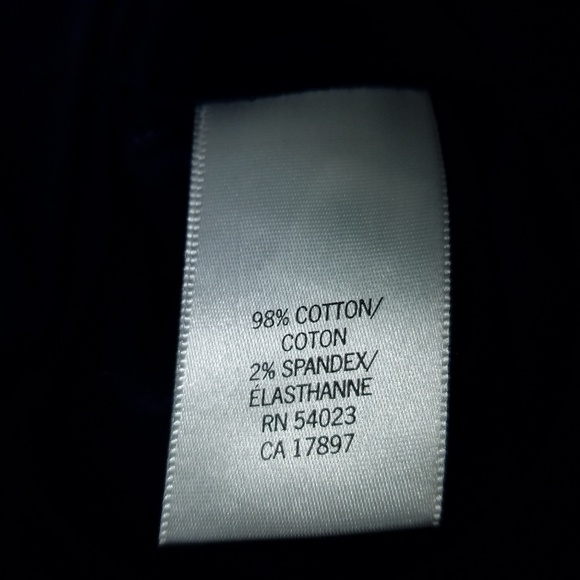 98% COTTON/
COTON
2% SPANDEX/
ÉLASTHANNE
RN 54023
CA 17897